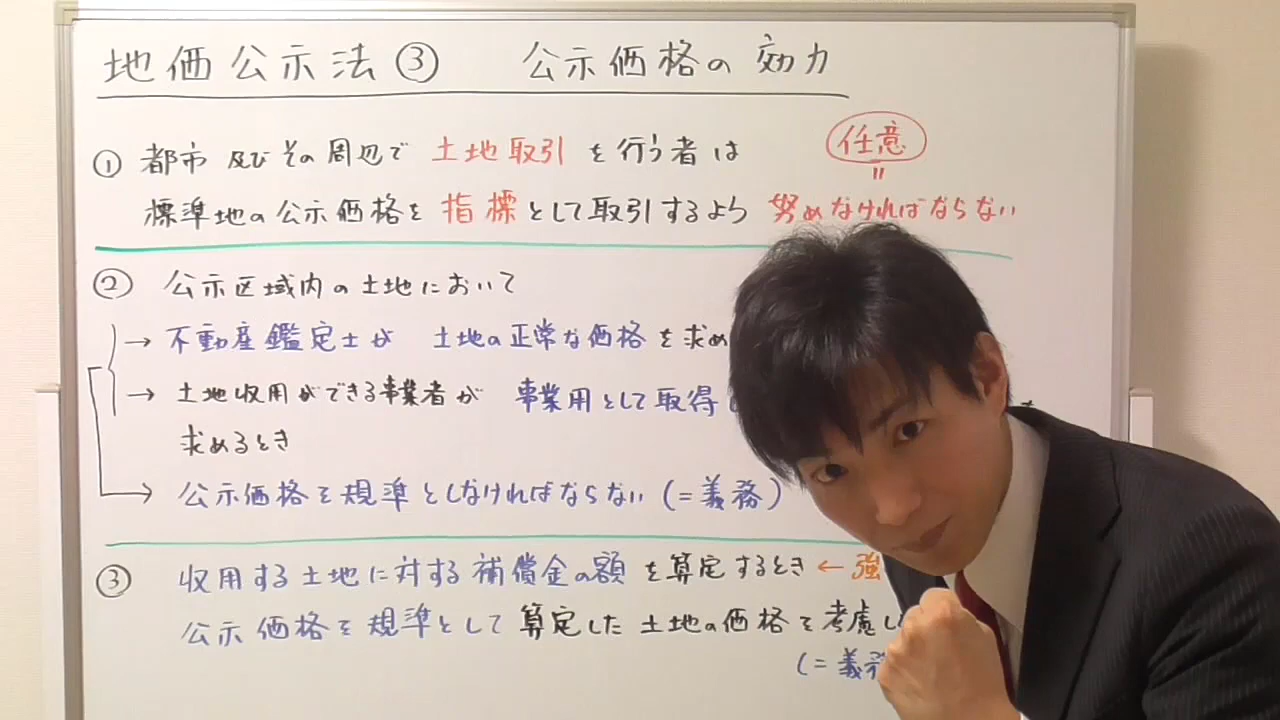 地価公示法③ 公示価格の効力
任意
=
① 都市及びその周辺で 土地取引 を行う者は
標準地の公示価格を 指標 として取引するよう 努めなければならない
② 公示区域内の土地において
→ 不動産鑑定士が 土地の正常な価格を求め
→ 土地収用ができる事業者が 事業用として取得
求めるとき
→ 公示価格を規準としなければならない(=義務)
③ 収用する土地に対する補償金の額を算定するとき ← 強
公示価格を規準として算定した土地の価格を考慮し
(=義務